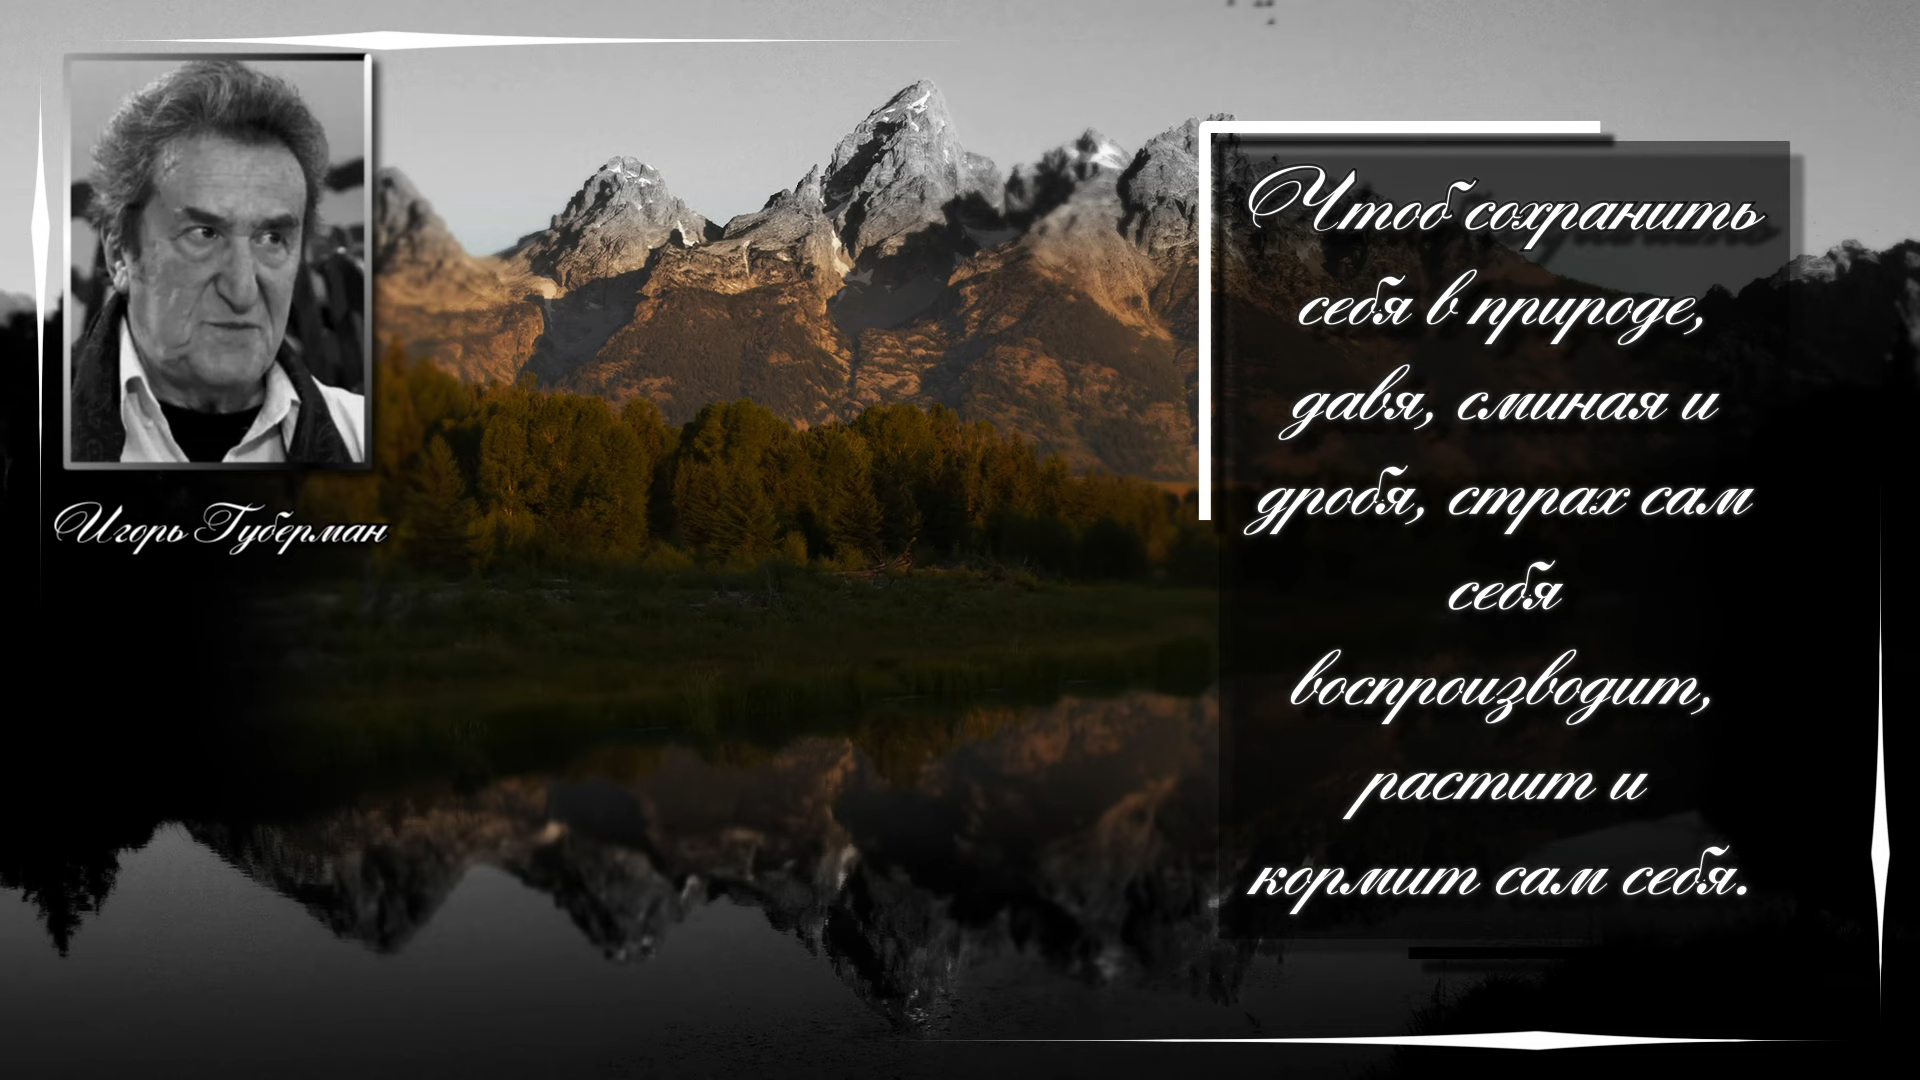 Игорь Губерман
Чтоб сохранить
себя в природе,
давя, сминая и
дробя, страх сам
себя
воспроизводит,
растит и
кормит сам себя.